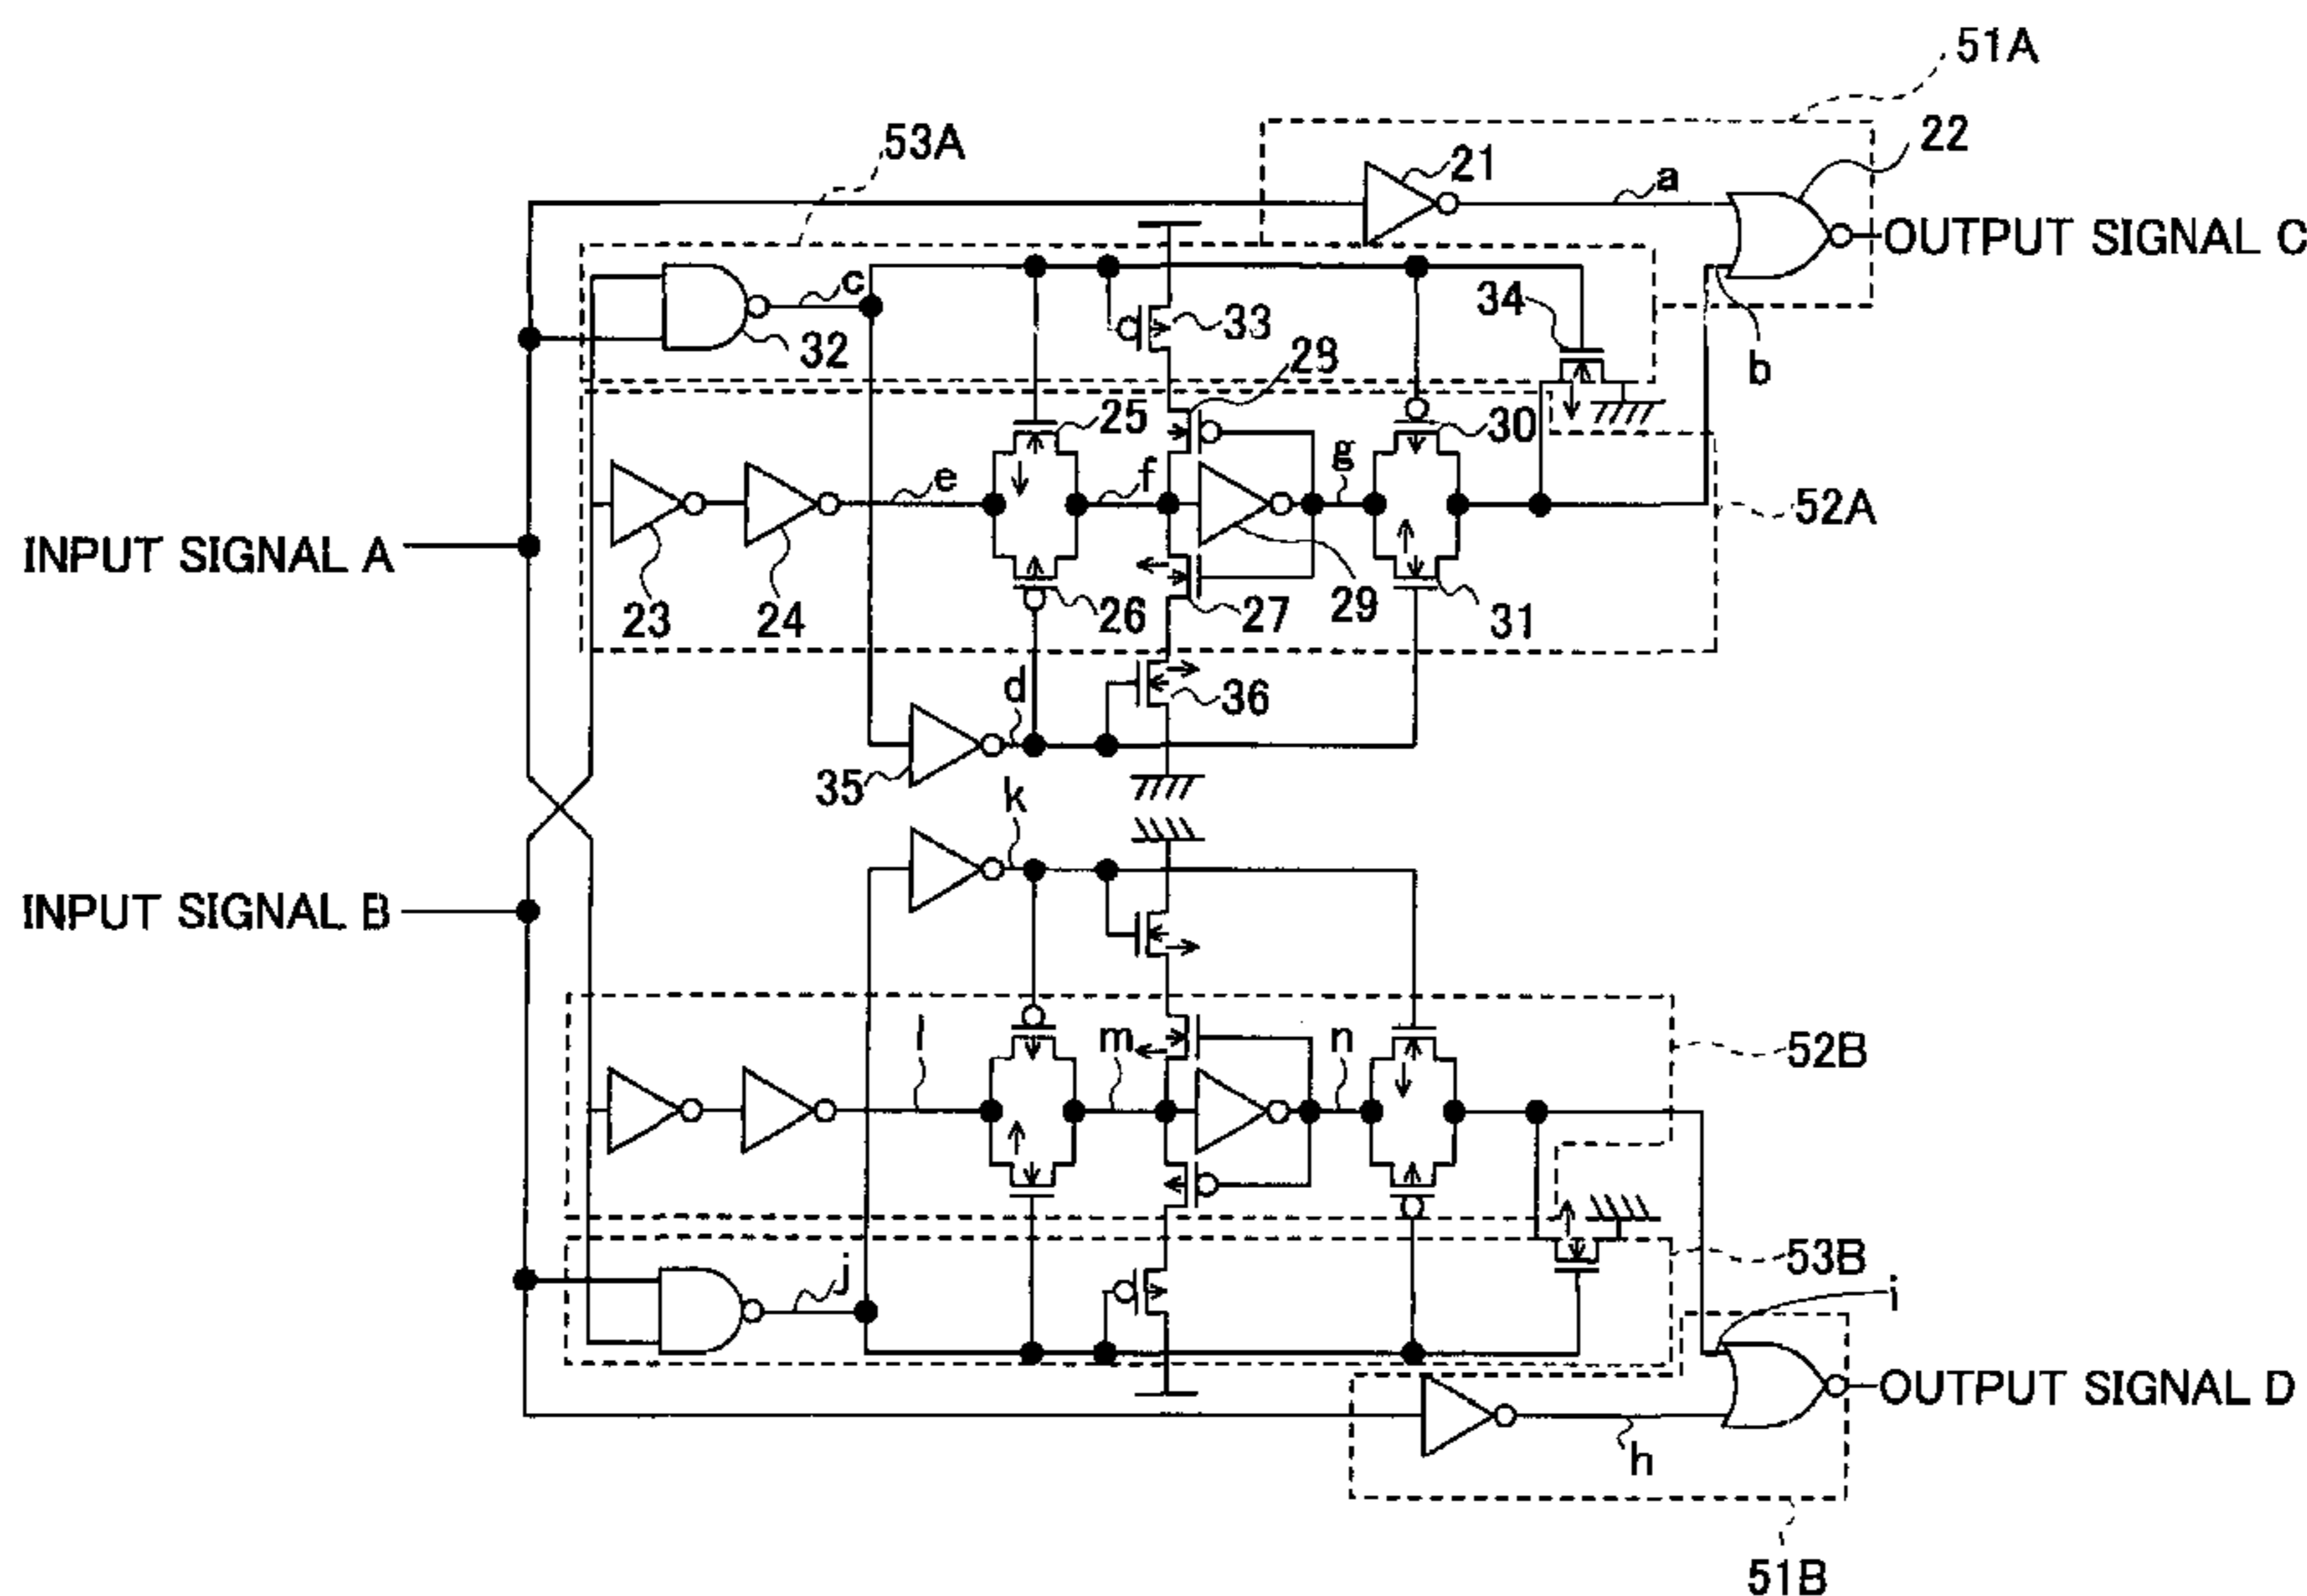 51A
53A
22
21
a
OUTPUT SIGNAL C
c
34
33
32
28
b
25
30
g
e
f
52A
INPUT SIGNAL A
23
24
26
27
29
31
d
36
35
k
INPUT SIGNAL B
l
m
n
52B
j
53B
i
OUTPUT SIGNAL D
h
51B